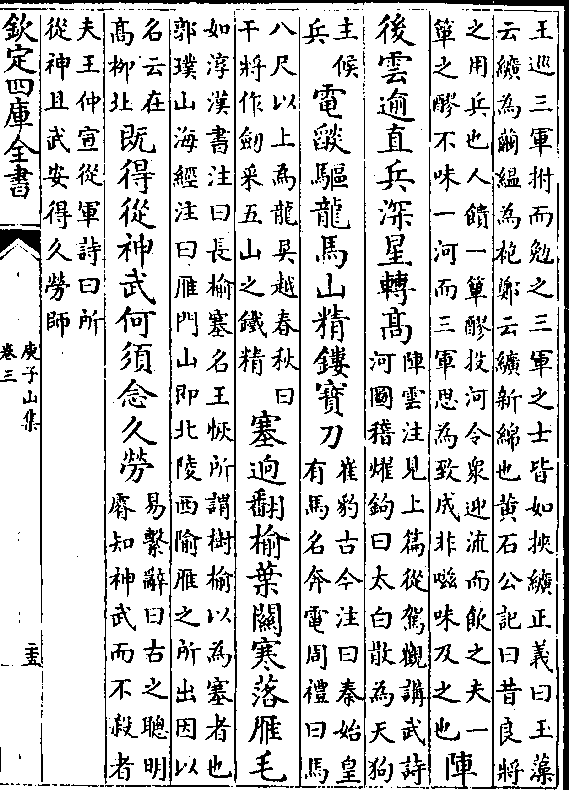 王巡三軍拊而勉之三軍之士皆如挾纊正義曰玉藻
云纊為繭縕為袍鄭云纊新綿也黄石公記曰昔良將
之用兵也人饋一簞醪投河令衆迎流而飲之夫一
簞之醪不味一河而三軍思為致死非滋味及之也陣
後雲逾直兵深星轉髙陣雲注見上篇從駕觀講武詩
河圖稽燿鉤曰太白散為天狗
主候
兵
電燄驅龍馬山精鏤寳刀崔豹古今注曰秦始皇
有馬名奔電周禮曰馬
八尺以上為龍吴越春秋曰
干將作劍采五山之鐵精
塞迥翻榆葉關寒落雁毛
如淳漢書注曰長榆塞名王恢所謂樹榆以為塞者也
郭璞山海經注曰雁門山即北陵西隃雁之所出因以
名云在
髙柳北
既得從神武何須念久勞易繫辭曰古之聰明
睿知神武而不殺者
夫王仲宣從軍詩曰所
從神且武安得久勞師
欽定四庫全書
庾子山集
卷三
二十五